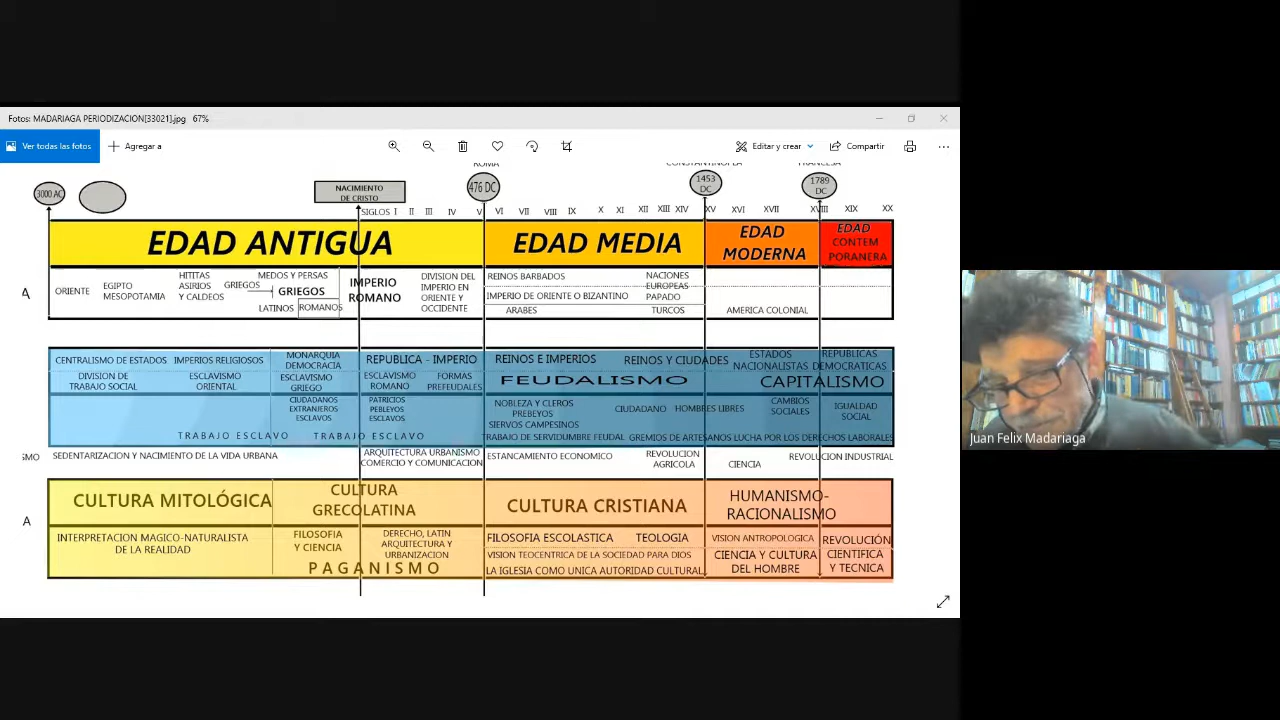 Fotos: MADARIAGA PERIODIZACION[33021].jpg 67%
Ver todas las fotos
Agregar a
Editar y crear
Compartir
ROMA
CONSTANTINOPLA
FRANCESA
3000 AC
NACIMIENTO
DE CRISTO
476 DC
1453
DC
1789
DC
SIGLOS I II III IV V VI VII VIII IX X XI XII XIII XIV XV XVI XVII XVIII XIX XX
EDAD ANTIGUA
EDAD MEDIA
EDAD
MODERNA
EDAD
CONTEM
PORANERA
A
ORIENTE
EGIPTO
MESOPOTAMIA
HITITAS
ASIRIOS
Y CALDEOS
MEDOS Y PERSAS
GRIEGOS
GRIEGOS
LATINOS
ROMANOS
IMPERIO
ROMANO
DIVISION DEL
IMPERIO EN
ORIENTE Y
OCCIDENTE
REINOS BARBADOS
IMPERIO DE ORIENTE O BIZANTINO
ARABES
NACIONES
EUROPEAS
PAPADO
TURCOS
AMERICA COLONIAL
CENTRALISMO DE ESTADOS
IMPERIOS RELIGIOSOS
MONARQUIA
DEMOCRACIA
REPUBLICA - IMPERIO
REINOS E IMPERIOS
REINOS Y CIUDADES
ESTADOS
NACIONALISTAS
REPUBLICAS
DEMOCRATICAS
DIVISION DE
TRABAJO SOCIAL
ESCLAVISMO
ORIENTAL
ESCLAVISMO
GRIEGO
ESCLAVISMO
ROMANO
FORMAS
PREFEUDALES
FEUDALISMO
CAPITALISMO
CIUDADANOS
EXTRANJEROS
ESCLAVOS
PATRICIOS
PEBLEYOS
ESCLAVOS
NOBLEZA Y CLEROS
PREBEYOS
SIERVOS CAMPESINOS
CIUDADANO
HOMBRES LIBRES
CAMBIOS
SOCIALES
IGUALDAD
SOCIAL
TRABAJO ESCLAVO
TRABAJO ESCLAVO
TRABAJO DE SERVIDUMBRE FEUDAL
GREMIOS DE ARTESANOS
LUCHA POR LOS DERECHOS LABORALES
SMO
SEDENTARIZACION Y NACIMIENTO DE LA VIDA URBANA
ARQUITECTURA URBANISMO
COMERCIO Y COMUNICACION
ESTANCAMIENTO ECONOMICO
REVOLUCION
AGRICOLA
CIENCIA
REVOLUCION INDUSTRIAL
CULTURA MITOLÓGICA
CULTURA
GRECOLATINA
CULTURA CRISTIANA
HUMANISMO-
RACIONALISMO
A
INTERPRETACION MAGICO-NATURALISTA
DE LA REALIDAD
FILOSOFIA
Y CIENCIA
DERECHO, LATIN
ARQUITECTURA Y
URBANIZACION
PAGANISMO
FILOSOFIA ESCOLASTICA
TEOLOGIA
VISION TEOCENTRICA DE LA SOCIEDAD PARA DIOS
LA IGLESIA COMO UNICA AUTORIDAD CULTURAL
VISION ANTROPOLOGICA
CIENCIA Y CULTURA
DEL HOMBRE
REVOLUCIÓN
CIENTIFICA
Y TECNICA
Juan Felix Madariaga